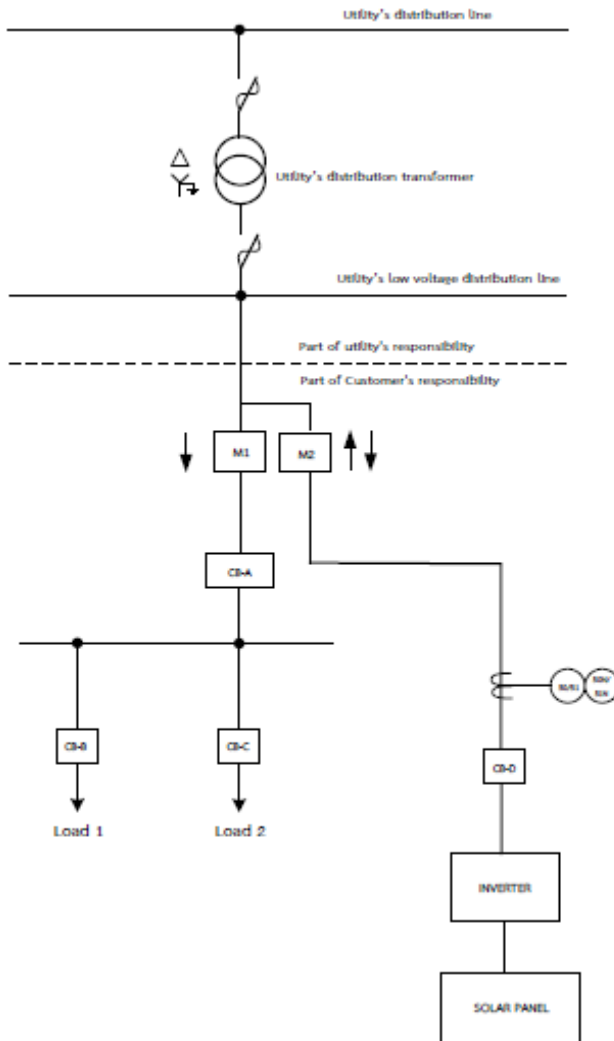 Utility's distribution line
Utility's distribution transformer
Utility's low voltage distribution line
Part of utility's responsibility
Part of Customer's responsibility
M1
M2
CB-A
CB-B
CB-C
CB-D
Load 1
Load 2
INVERTER
SOLAR PANEL